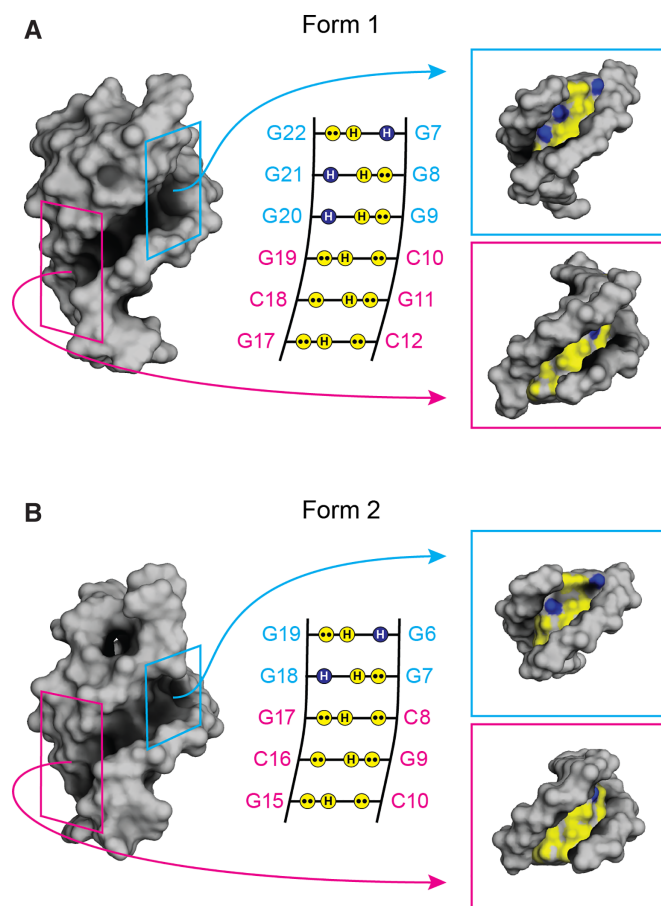 A
Form 1
G22 •• H H G7
G21 H H •• G8
G20 H H •• G9
G19 •• H •• C10
C18 •• H •• G11
G17 •• H •• C12
B
Form 2
G19 •• H H G6
G18 H H •• G7
G17 •• H •• C8
C16 •• H •• G9
G15 •• H •• C10